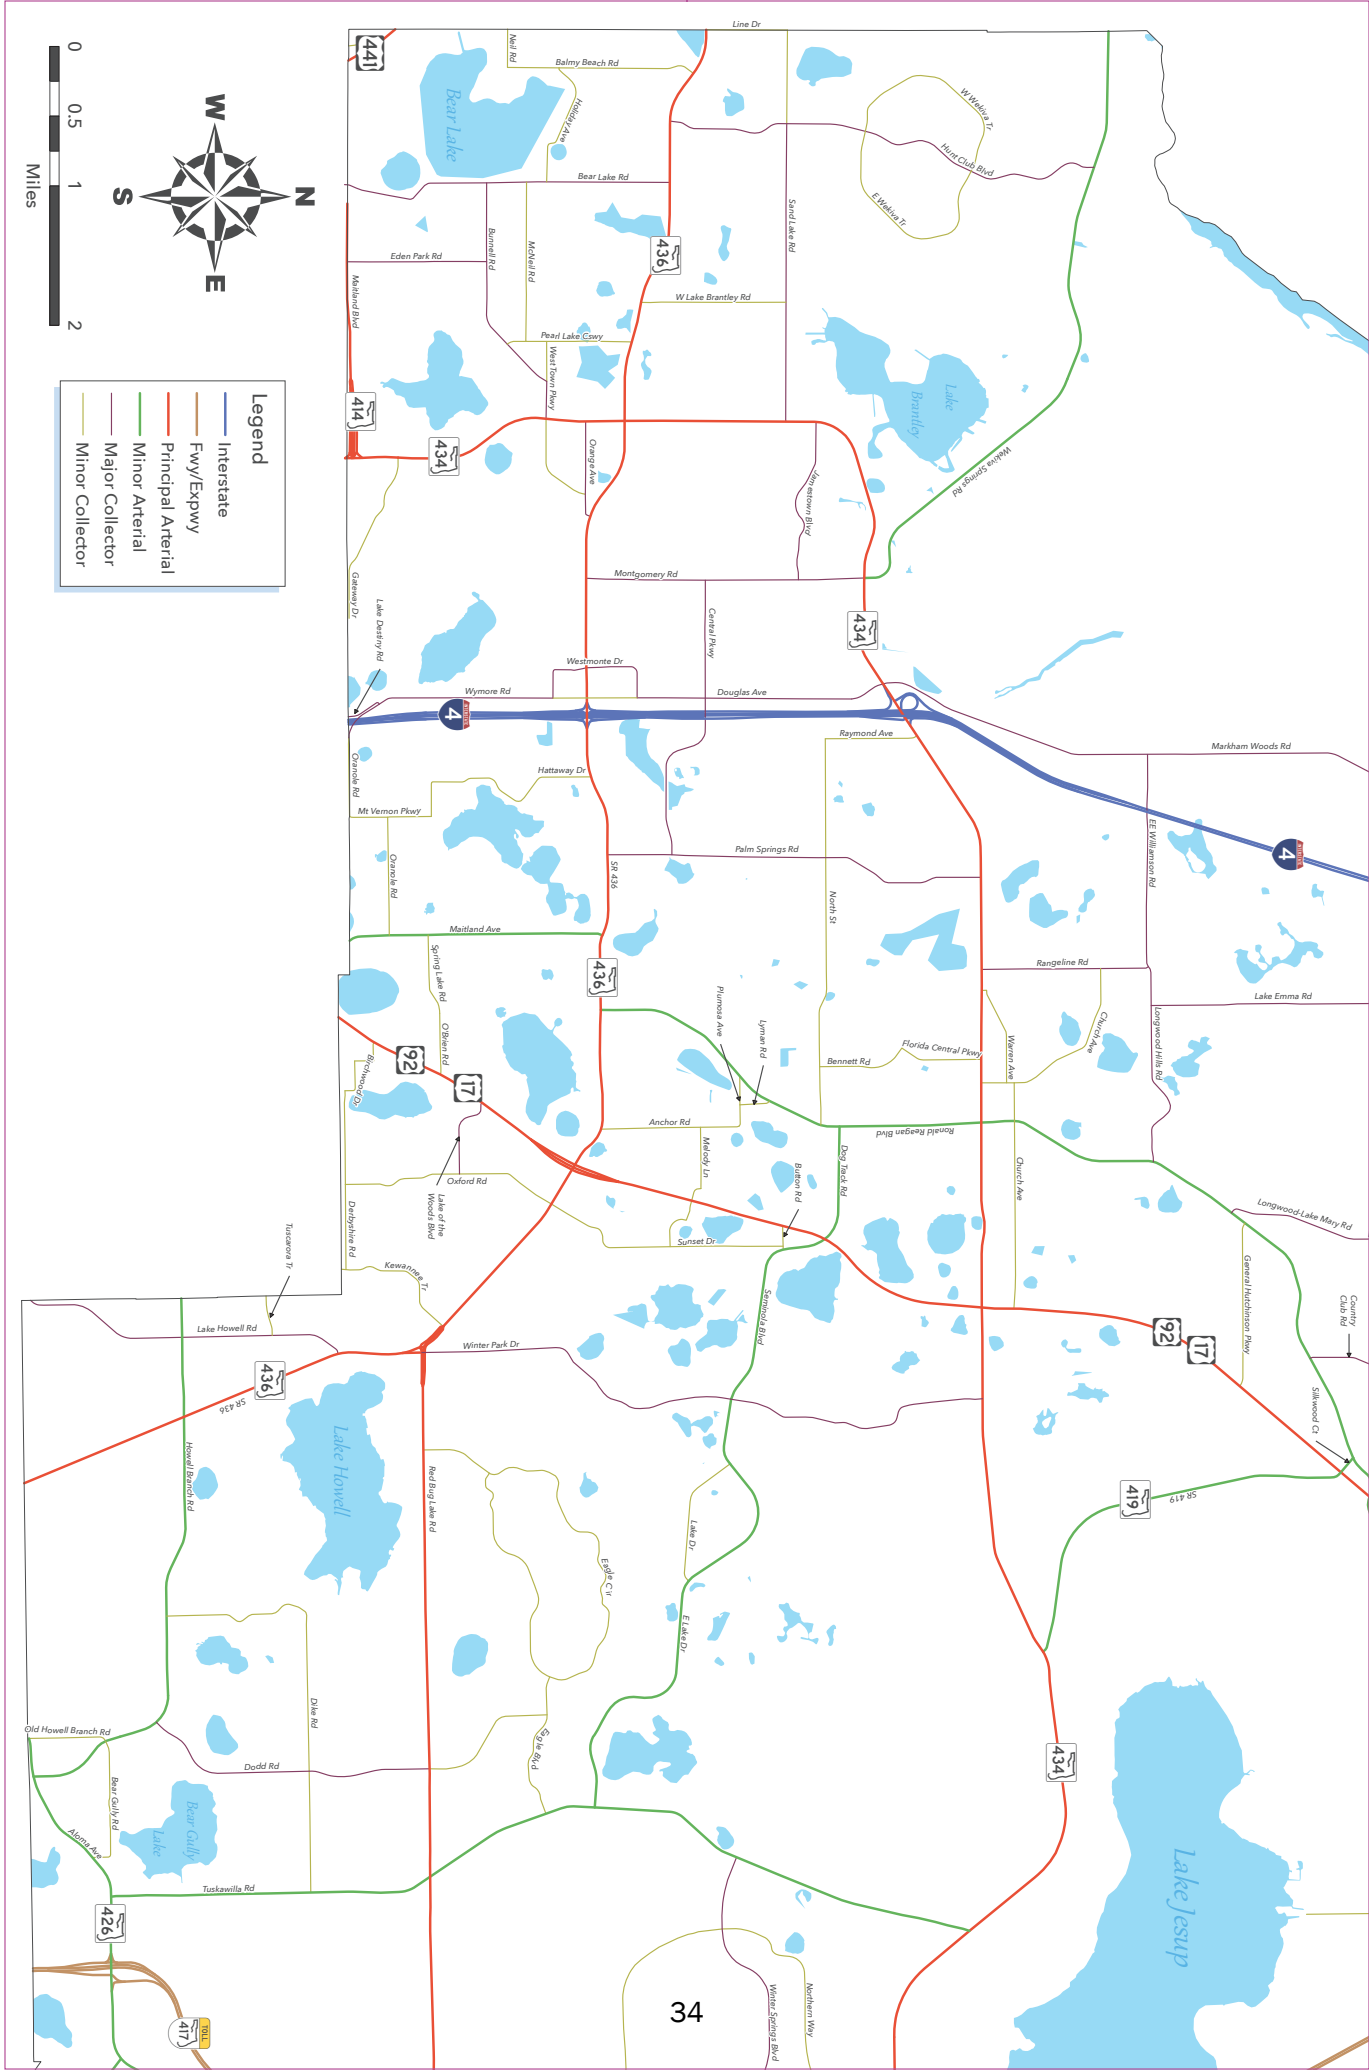 Line Dr
441
Neil Rd
Balmy Beach Rd
Holiday Ave
Bear Lake
W Wekiva Tr
Hunt Club Blvd
E Wekiva Tr
Bear Lake Rd
Sand Lake Rd
436
Bunnell Rd
McNeil Rd
Eden Park Rd
Maitland Blvd
W Lake Brantley Rd
Pearl Lake Cswy
West Town Pkwy
Lake
Brantley
414
434
Orange Ave
Jamestown Blvd
Wekiva Springs Rd
Montgomery Rd
Gateway Dr
Lake Destiny Rd
Central Pkwy
434
Westmonte Dr
Wymore Rd
Douglas Ave
4
Raymond Ave
Markham Woods Rd
Oranole Rd
Hattaway Dr
Mt Vernon Pkwy
Oranole Rd
SR 436
Palm Springs Rd
North St
EE Williamson Rd
4
Maitland Ave
Spring Lake Rd
436
Rangeline Rd
Lake Emma Rd
O'Brien Rd
Plumosa Ave
Lyman Rd
Bennett Rd
Florida Central Pkwy
Warren Ave
Church Ave
Longwood Hills Rd
92
17
Birchwood Dr
Anchor Rd
Melody Ln
Ronald Reagan Blvd
Dog Track Rd
Button Rd
Church Ave
Oxford Rd
Lake of the
Woods Blvd
Derbyshire Rd
Sunset Dr
Longwood-Lake Mary Rd
Tuscarora Tr
Kewannee Tr
Seminola Blvd
General Hutchinson Pkwy
Country
Club Rd
Lake Howell Rd
Winter Park Dr
92
17
436
SR 436
Lake Howell
Howell Branch Rd
Red Bug Lake Rd
Silkwood Ct
419
SR 419
Lake Dr
Eagle Cir
E Lake Dr
Dike Rd
Old Howell Branch Rd
Dodd Rd
Eagle Blvd
434
Bear Gully Rd
Bear Gully
Lake
Aloma Ave
Tuskawilla Rd
426
Lake Jesup
Winter Springs Blvd
Northern Way
TOLL
417
34
0
0.5
1
2
Miles
N
E
S
W
Legend
Interstate
Fwy/Expwy
Principal Arterial
Minor Arterial
Major Collector
Minor Collector